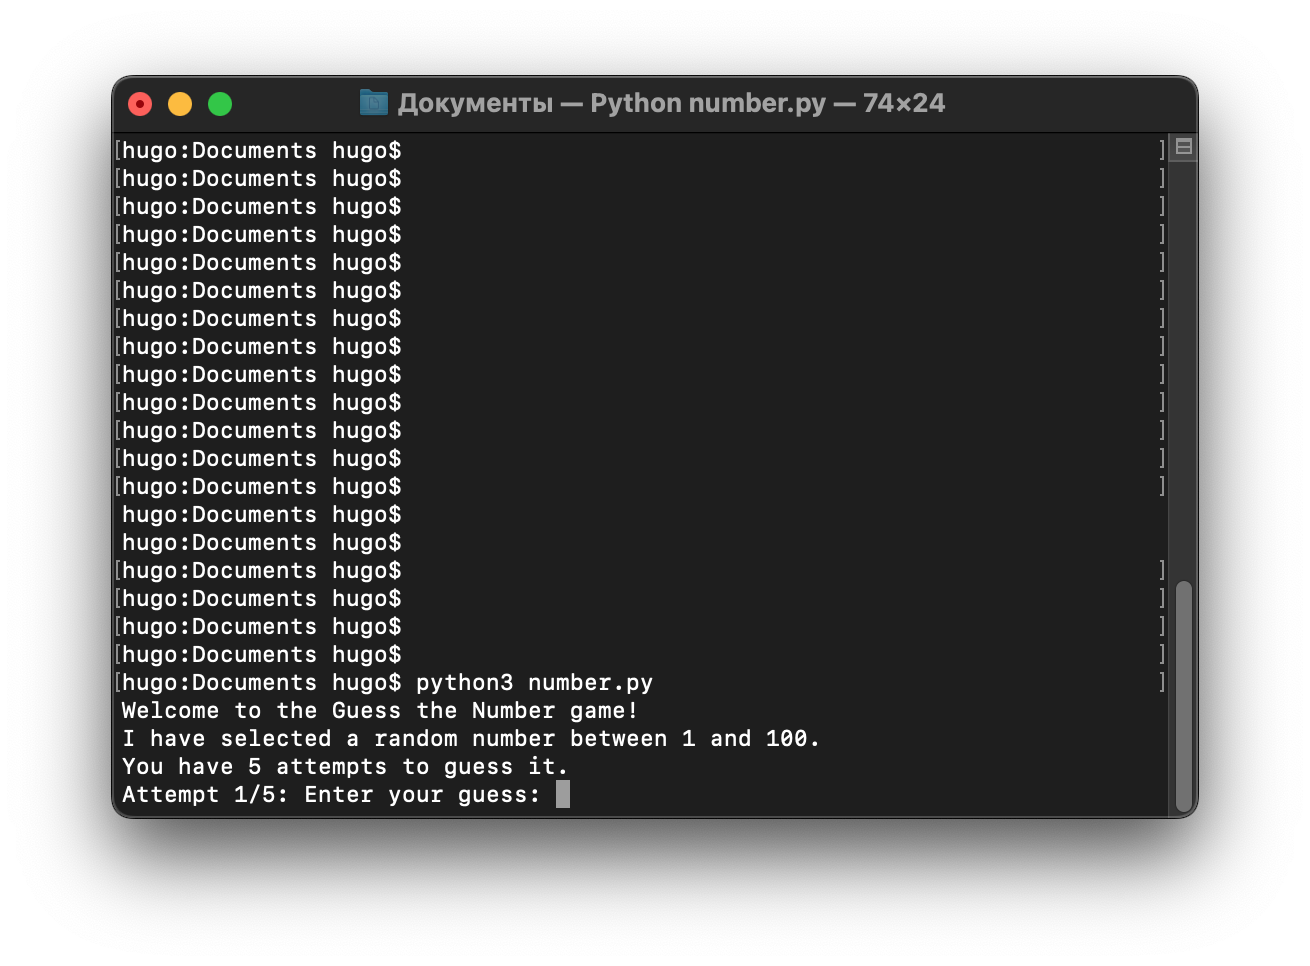 Документы — Python number.py — 74×24
[hugo:Documents hugo$ ]
[hugo:Documents hugo$ ]
[hugo:Documents hugo$ ]
[hugo:Documents hugo$ ]
[hugo:Documents hugo$ ]
[hugo:Documents hugo$ ]
[hugo:Documents hugo$ ]
[hugo:Documents hugo$ ]
[hugo:Documents hugo$ ]
[hugo:Documents hugo$ ]
[hugo:Documents hugo$ ]
[hugo:Documents hugo$ ]
[hugo:Documents hugo$ ]
hugo:Documents hugo$
hugo:Documents hugo$
[hugo:Documents hugo$ ]
[hugo:Documents hugo$ ]
[hugo:Documents hugo$ ]
[hugo:Documents hugo$ ]
[hugo:Documents hugo$ python3 number.py ]
Welcome to the Guess the Number game!
I have selected a random number between 1 and 100.
You have 5 attempts to guess it.
Attempt 1/5: Enter your guess: